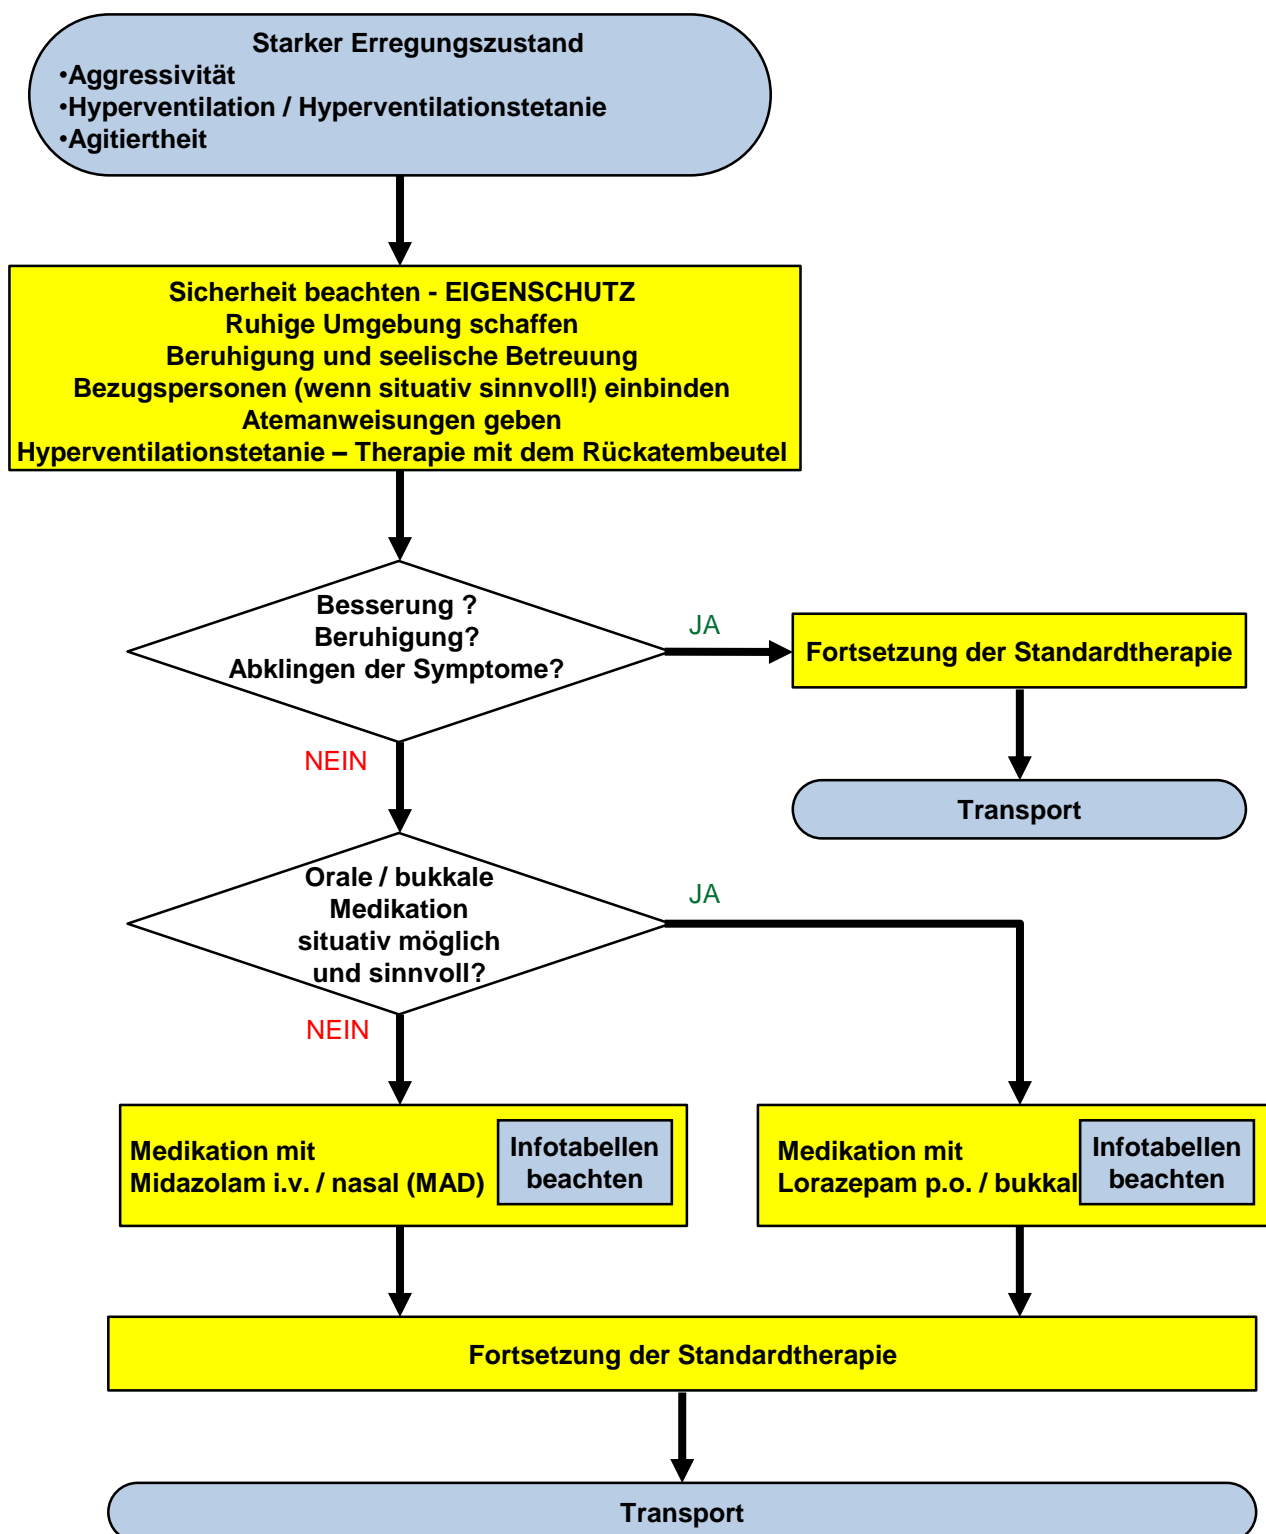 Starker Erregungszustand
•Aggressivität
•Hyperventilation / Hyperventilationstetanie
•Agitiertheit
Sicherheit beachten - EIGENSCHUTZ
Ruhige Umgebung schaffen
Beruhigung und seelische Betreuung
Bezugspersonen (wenn situativ sinnvoll!) einbinden
Atemanweisungen geben
Hyperventilationstetanie – Therapie mit dem Rückatembeutel
Besserung ?
Beruhigung?
Abklingen der Symptome?
JA
Fortsetzung der Standardtherapie
NEIN
Transport
Orale / bukkale
Medikation
situativ möglich
und sinnvoll?
JA
NEIN
Medikation mit
Midazolam i.v. / nasal (MAD)
Infotabellen
beachten
Medikation mit
Lorazepam p.o. / bukkal
Infotabellen
beachten
Fortsetzung der Standardtherapie
Transport